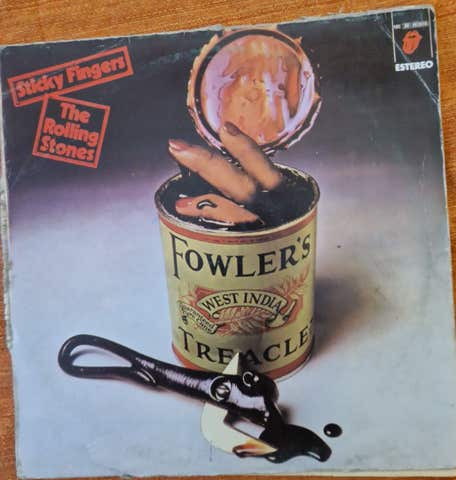 Sticky Fingers
The
Rolling
Stones
ESTEREO
FOWLER'S
WEST INDIA
TREACLE